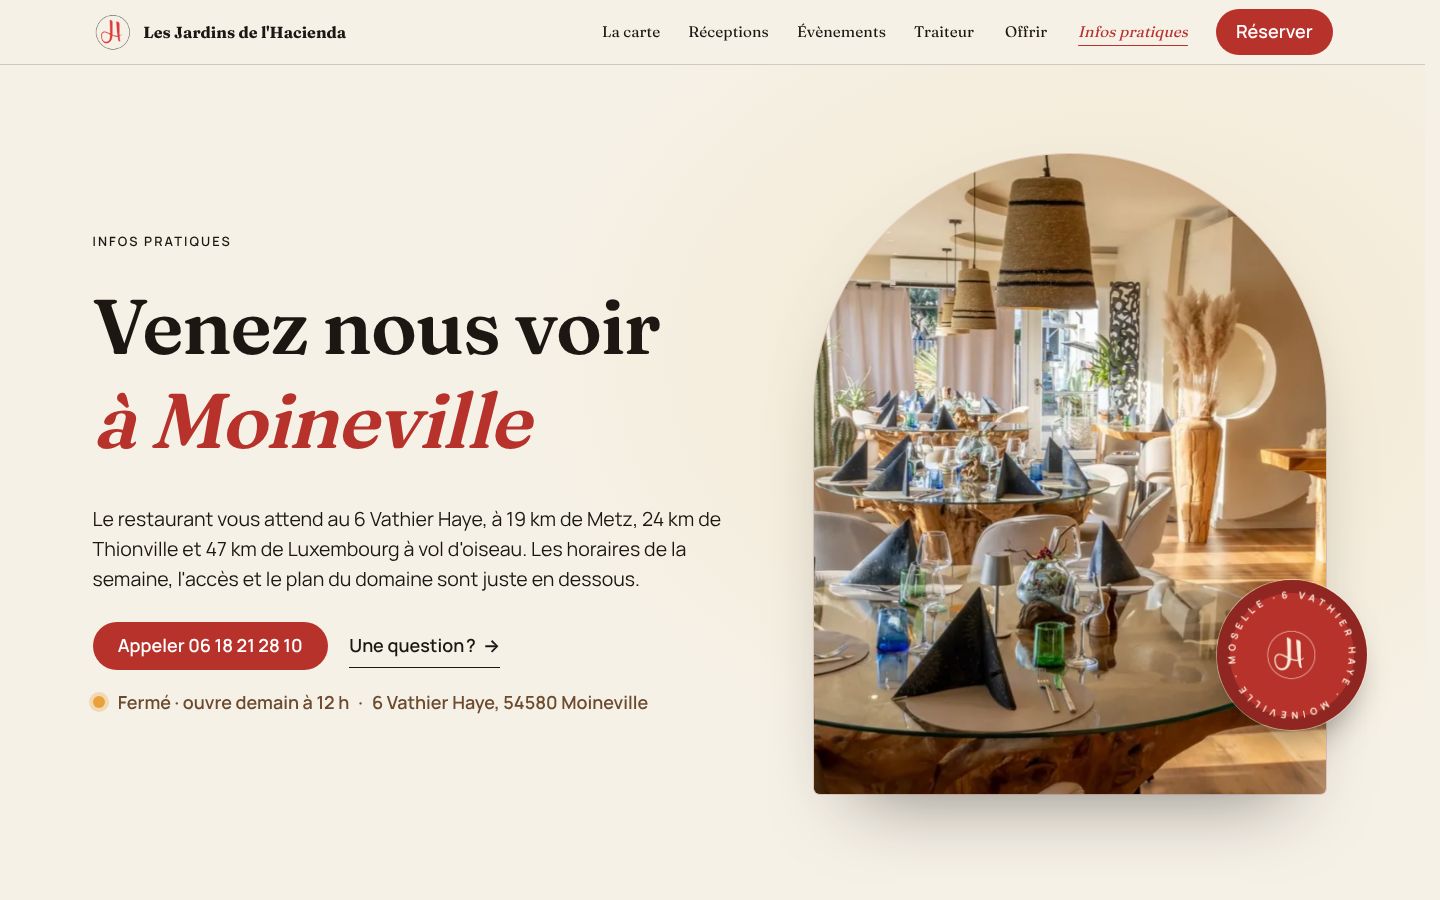 Les Jardins de l'Hacienda
La carte
Réceptions
Évènements
Traiteur
Offrir
Infos pratiques
Réserver
INFOS PRATIQUES
Venez nous voir
à Moineville
Le restaurant vous attend au 6 Vathier Haye, à 19 km de Metz, 24 km de
Thionville et 47 km de Luxembourg à vol d'oiseau. Les horaires de la
semaine, l'accès et le plan du domaine sont juste en dessous.
Appeler 06 18 21 28 10
Une question ? →
Fermé · ouvre demain à 12 h · 6 Vathier Haye, 54580 Moineville
6 VATHIER HAYE · MOINEVILLE · MOSELLE ·
H